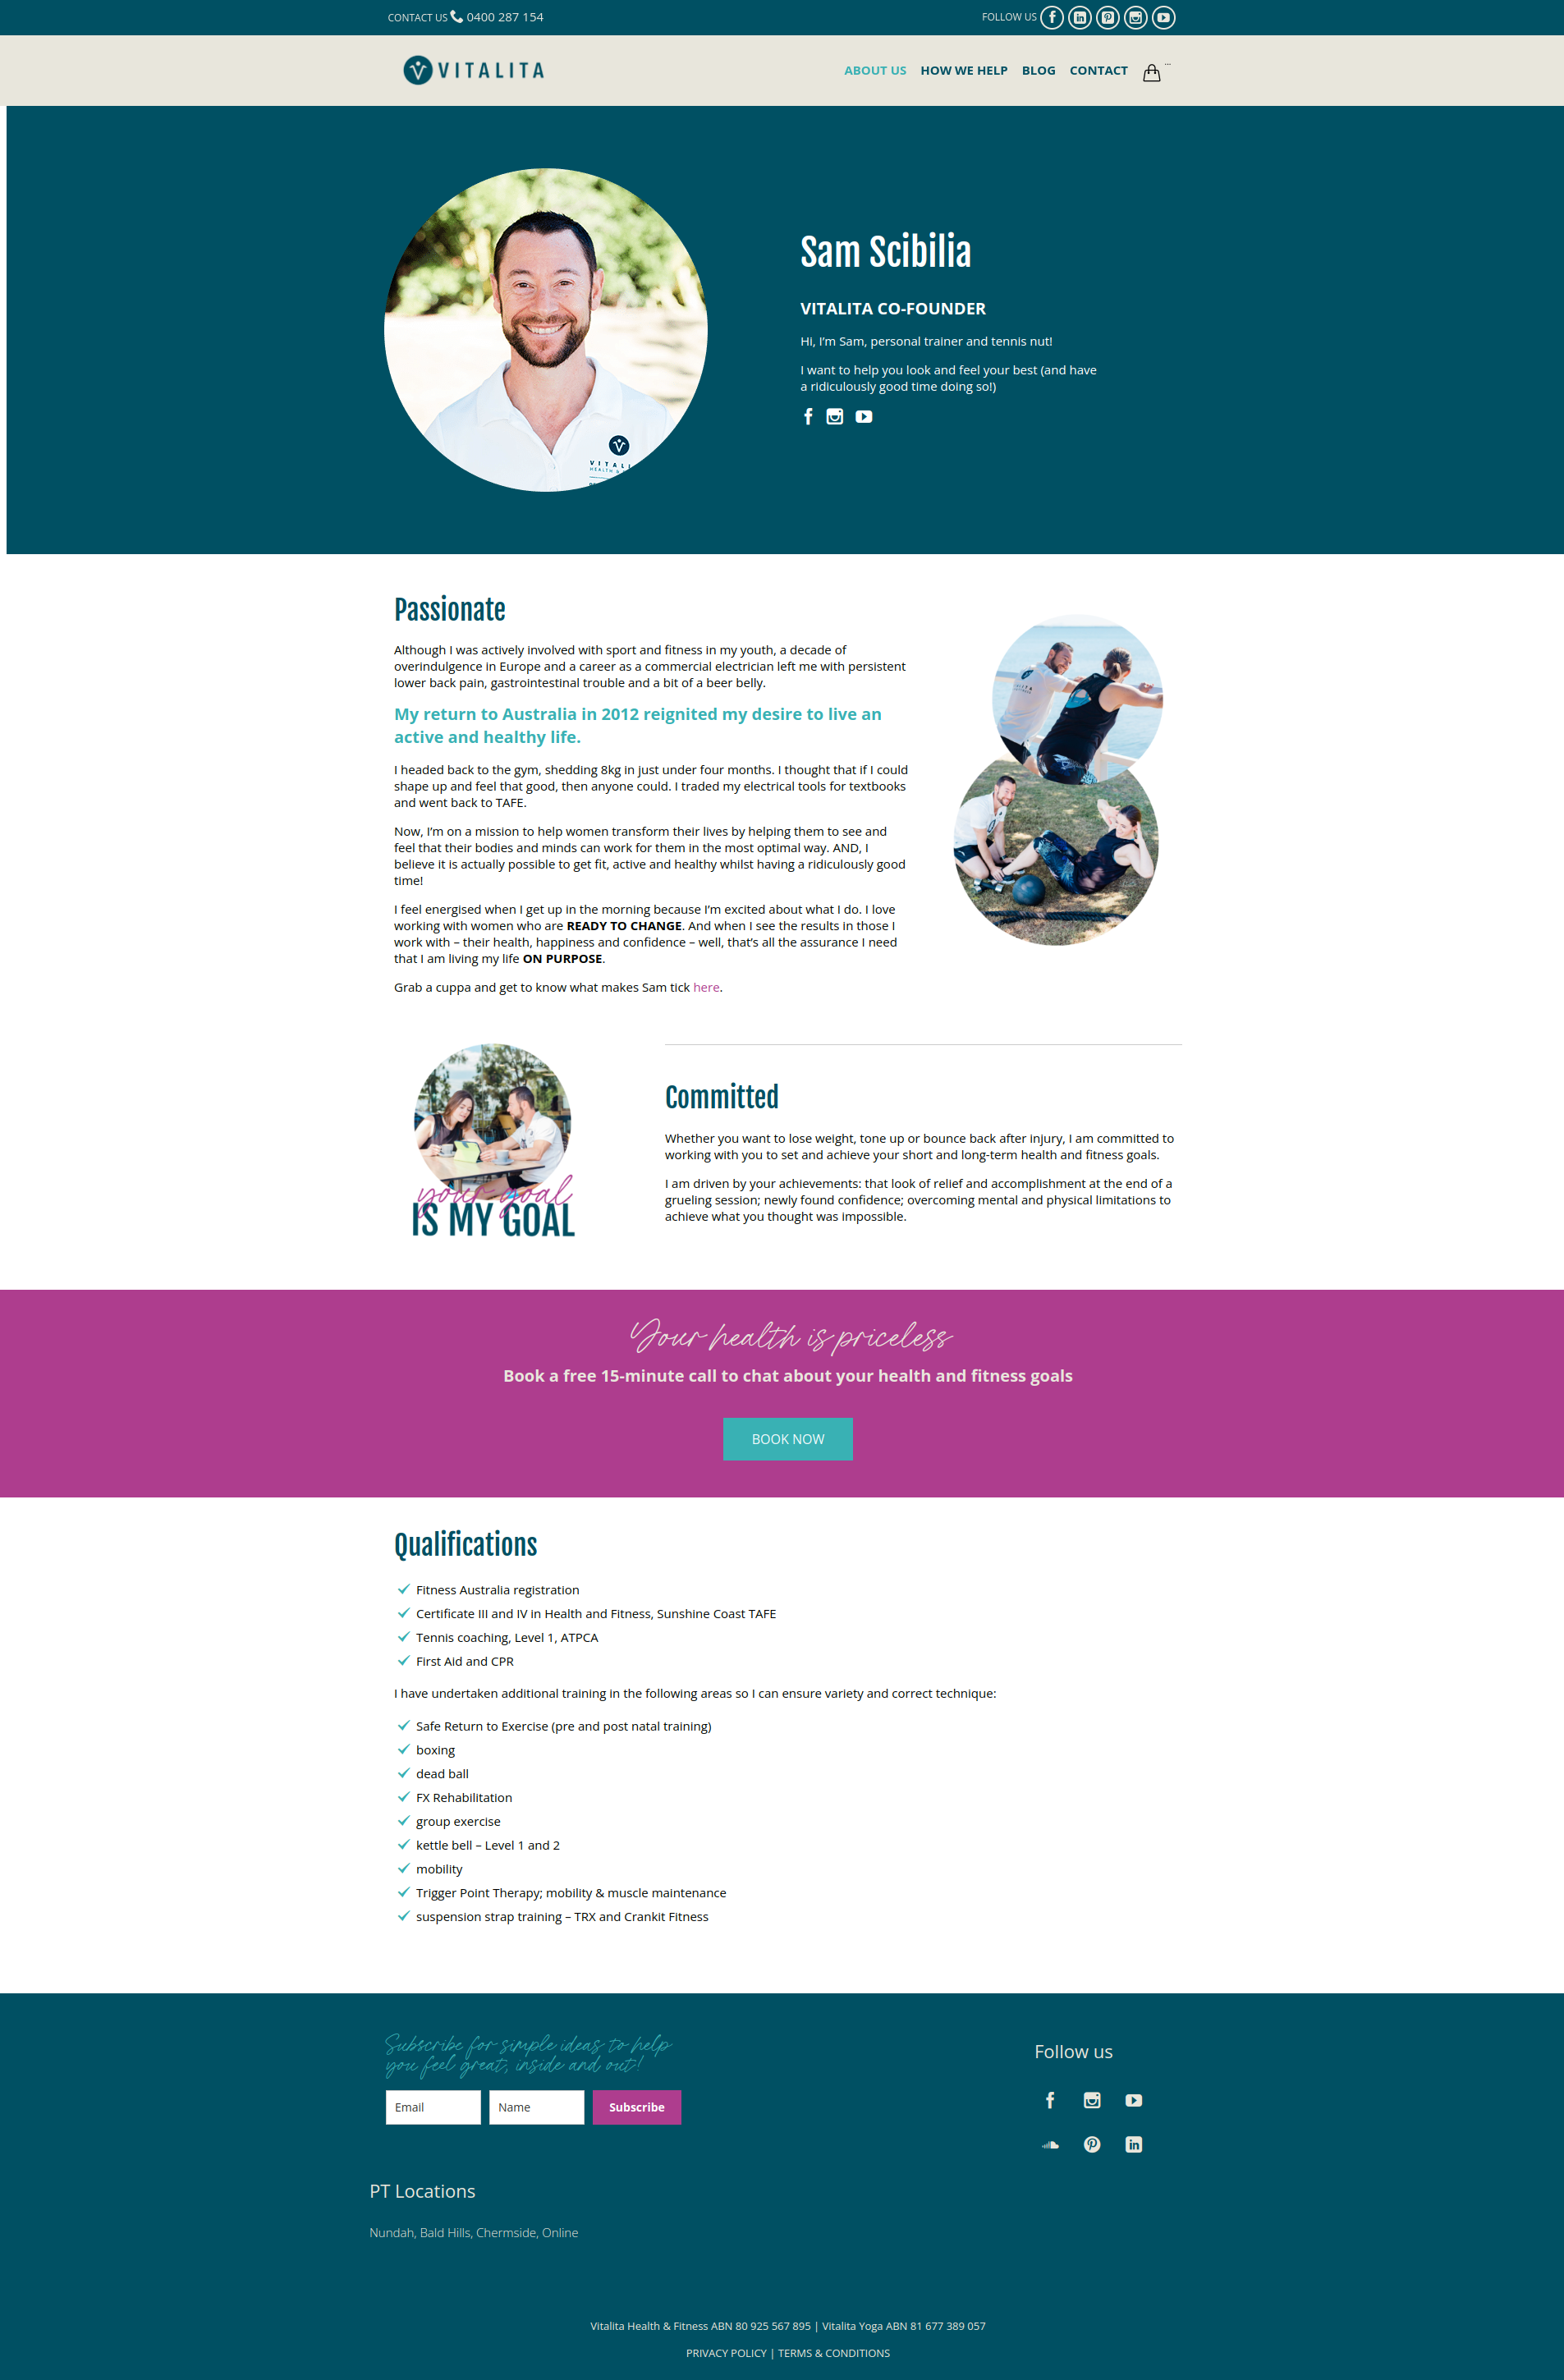 CONTACT US 0400 287 154
FOLLOW US
VITALITA
ABOUT US HOW WE HELP BLOG CONTACT ...
Sam Scibilia
VITALITA CO-FOUNDER
Hi, I’m Sam, personal trainer and tennis nut!
I want to help you look and feel your best (and have
a ridiculously good time doing so!)
Passionate
Although I was actively involved with sport and fitness in my youth, a decade of
overindulgence in Europe and a career as a commercial electrician left me with persistent
lower back pain, gastrointestinal trouble and a bit of a beer belly.
My return to Australia in 2012 reignited my desire to live an
active and healthy life.
I headed back to the gym, shedding 8kg in just under four months. I thought that if I could
shape up and feel that good, then anyone could. I traded my electrical tools for textbooks
and went back to TAFE.
Now, I’m on a mission to help women transform their lives by helping them to see and
feel that their bodies and minds can work for them in the most optimal way. AND, I
believe it is actually possible to get fit, active and healthy whilst having a ridiculously good
time!
I feel energised when I get up in the morning because I’m excited about what I do. I love
working with women who are READY TO CHANGE. And when I see the results in those I
work with – their health, happiness and confidence – well, that’s all the assurance I need
that I am living my life ON PURPOSE.
Grab a cuppa and get to know what makes Sam tick here.
your goal
IS MY GOAL
Committed
Whether you want to lose weight, tone up or bounce back after injury, I am committed to
working with you to set and achieve your short and long-term health and fitness goals.
I am driven by your achievements: that look of relief and accomplishment at the end of a
grueling session; newly found confidence; overcoming mental and physical limitations to
achieve what you thought was impossible.
Your health is priceless
Book a free 15-minute call to chat about your health and fitness goals
BOOK NOW
Qualifications
Fitness Australia registration
Certificate III and IV in Health and Fitness, Sunshine Coast TAFE
Tennis coaching, Level 1, ATPCA
First Aid and CPR
I have undertaken additional training in the following areas so I can ensure variety and correct technique:
Safe Return to Exercise (pre and post natal training)
boxing
dead ball
FX Rehabilitation
group exercise
kettle bell – Level 1 and 2
mobility
Trigger Point Therapy; mobility & muscle maintenance
suspension strap training – TRX and Crankit Fitness
Subscribe for simple ideas to help
you feel great, inside and out!
Email Name Subscribe
Follow us
PT Locations
Nundah, Bald Hills, Chermside, Online
Vitalita Health & Fitness ABN 80 925 567 895 | Vitalita Yoga ABN 81 677 389 057
PRIVACY POLICY | TERMS & CONDITIONS